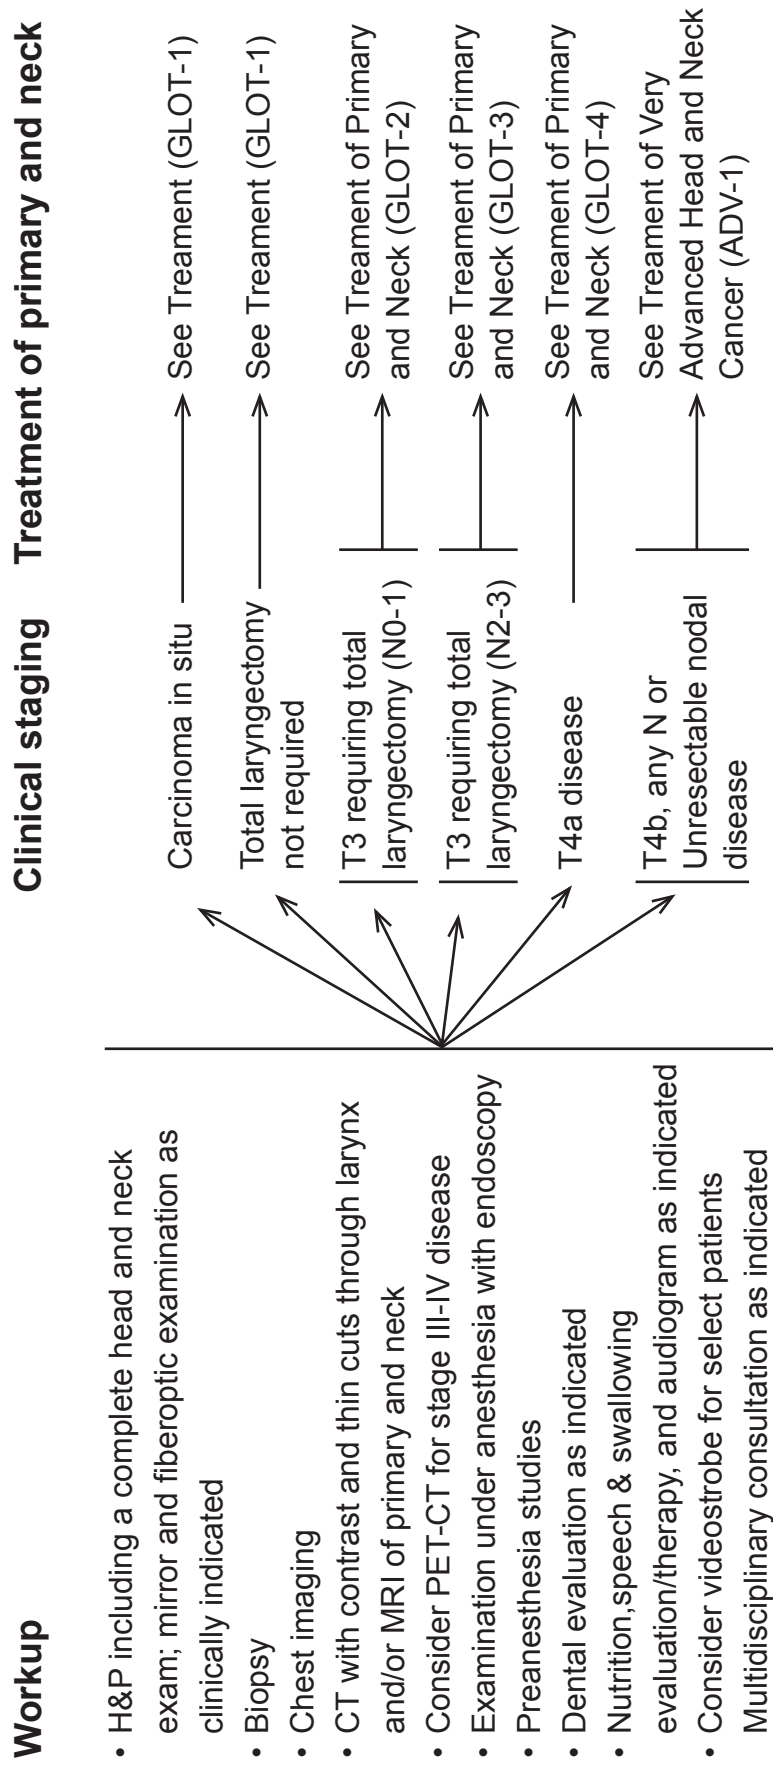 Workup
• H&P including a complete head and neck
exam; mirror and fiberoptic examination as
clinically indicated
• Biopsy
• Chest imaging
• CT with contrast and thin cuts through larynx
and/or MRI of primary and neck
• Consider PET-CT for stage III-IV disease
• Examination under anesthesia with endoscopy
• Preanesthesia studies
• Dental evaluation as indicated
• Nutrition,speech & swallowing
evaluation/therapy, and audiogram as indicated
• Consider videostrobe for select patients
Multidisciplinary consultation as indicated
Clinical staging
Carcinoma in situ
Total laryngectomy
not required
T3 requiring total
laryngectomy (N0-1)
T3 requiring total
laryngectomy (N2-3)
T4a disease
T4b, any N or
Unresectable nodal
disease
Treatment of primary and neck
See Treament (GLOT-1)
See Treament (GLOT-1)
See Treament of Primary
and Neck (GLOT-2)
See Treament of Primary
and Neck (GLOT-3)
See Treament of Primary
and Neck (GLOT-4)
See Treament of Very
Advanced Head and Neck
Cancer (ADV-1)